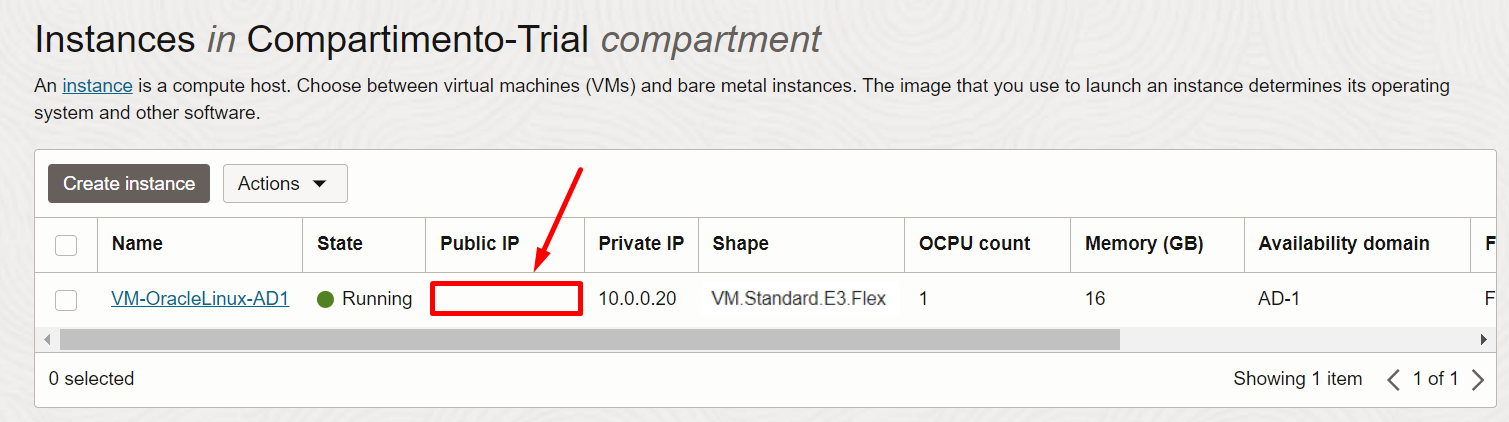 Instances in Compartimento-Trial compartment
An instance is a compute host. Choose between virtual machines (VMs) and bare metal instances. The image that you use to launch an instance determines its operating
system and other software.
Create instance Actions
Name State Public IP Private IP Shape OCPU count Memory (GB) Availability domain F
VM-OracleLinux-AD1 Running 10.0.0.20 VM.Standard.E3.Flex 1 16 AD-1 F
0 selected Showing 1 item 1 of 1